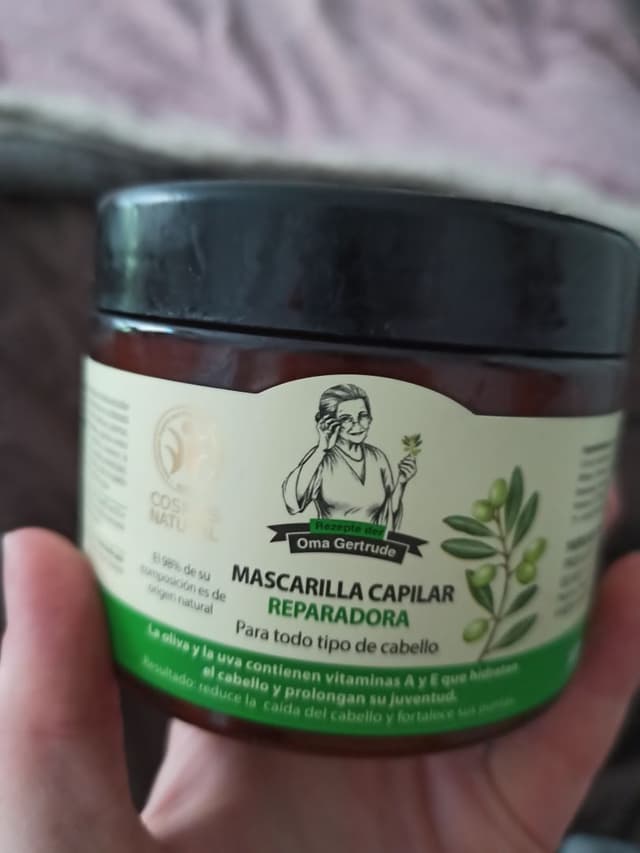 COSM
NATURAL
El 98% de su
composición es de
origen natural
Rezepte der
Oma Gertrude
MASCARILLA CAPILAR
REPARADORA
Para todo tipo de cabello
La oliva y la uva contienen vitaminas A y E que hidratan
el cabello y prolongan su juventud.
Resultado: reduce la caída del cabello y fortalece sus puntas.